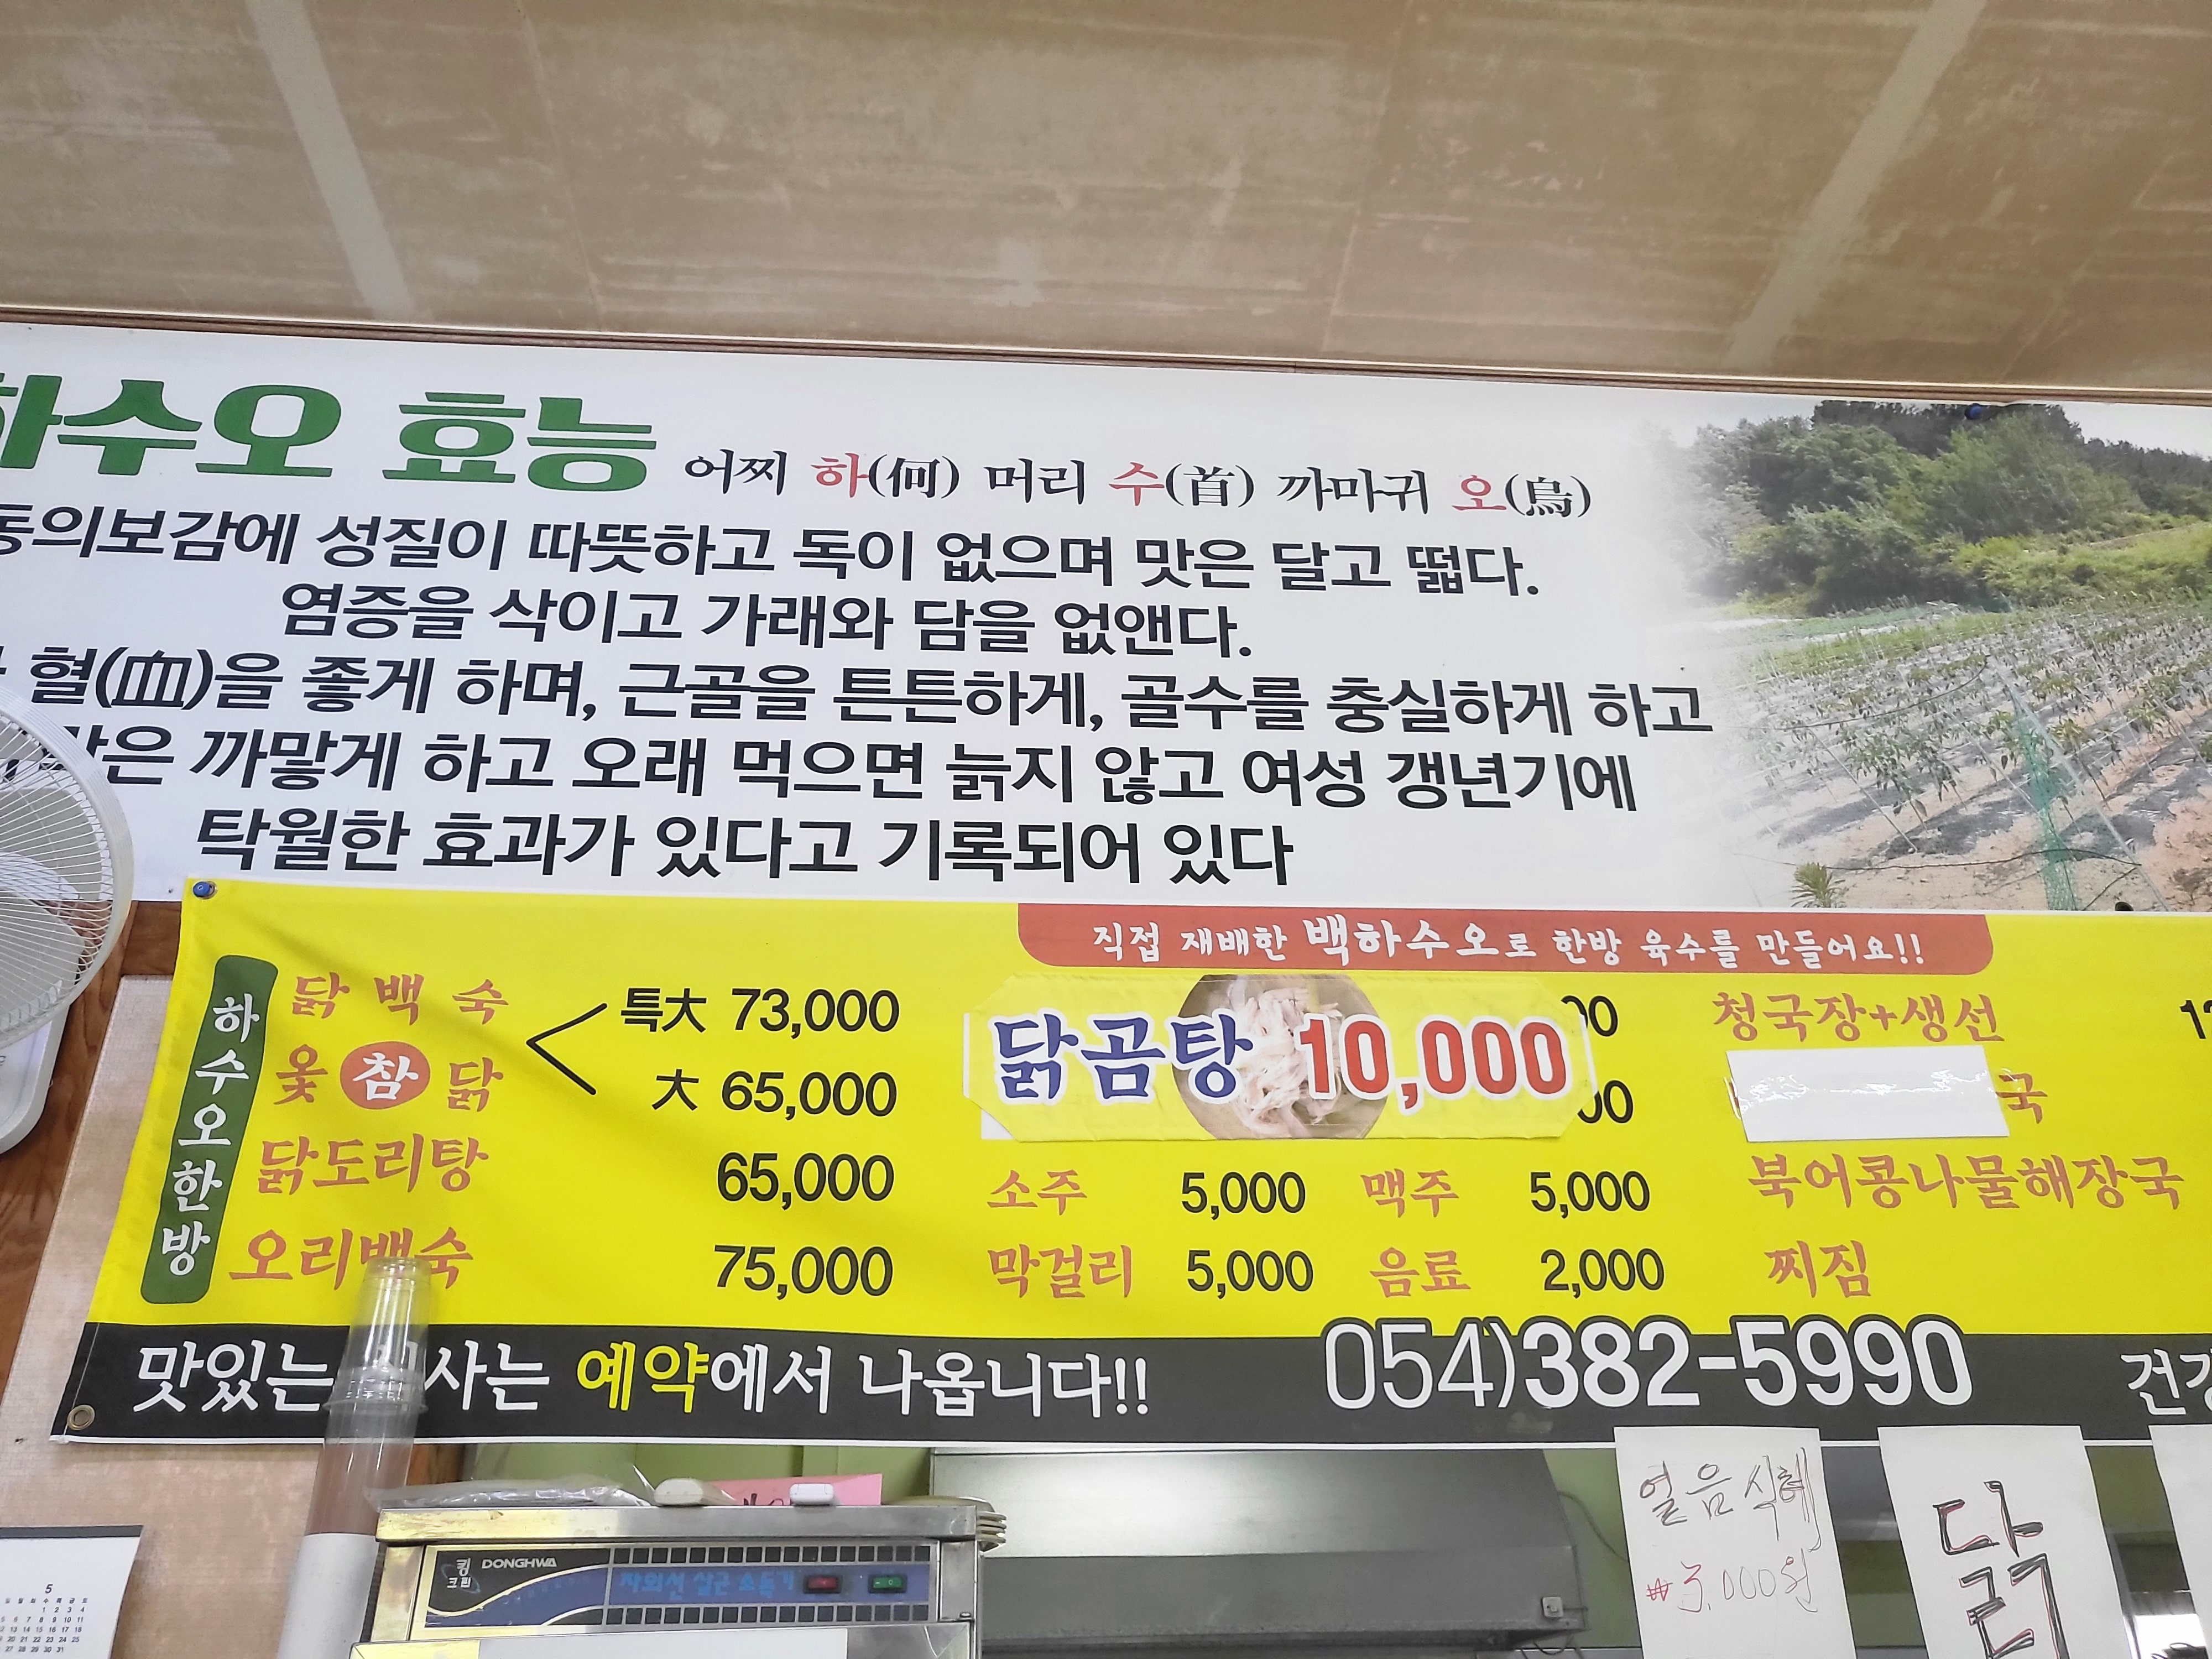 하수오 효능 어찌 하(何) 머리 수(首) 까마귀 오(烏)
동의보감에 성질이 따뜻하고 독이 없으며 맛은 달고 떫다.
염증을 삭이고 가래와 담을 없앤다.
혈(血)을 좋게 하며, 근골을 튼튼하게, 골수를 충실하게 하고
까맣게 하고 오래 먹으면 늙지 않고 여성 갱년기에
탁월한 효과가 있다고 기록되어 있다
직접 재배한 백하수오로 한방 육수를 만들어요!!
하수오한방
닭백숙 특大 73,000
옻참닭 大 65,000
닭도리탕 65,000
오리백숙 75,000
닭곰탕 10,000
소주 5,000 맥주 5,000
막걸리 5,000 음료 2,000
청국장+생선
국
북어콩나물해장국
찌짐
맛있는 사는 예약에서 나옵니다!!
054)382-5990
얼음식혜
₩3,000원
닭
DONGHWA
자외선 살균 소독기
5